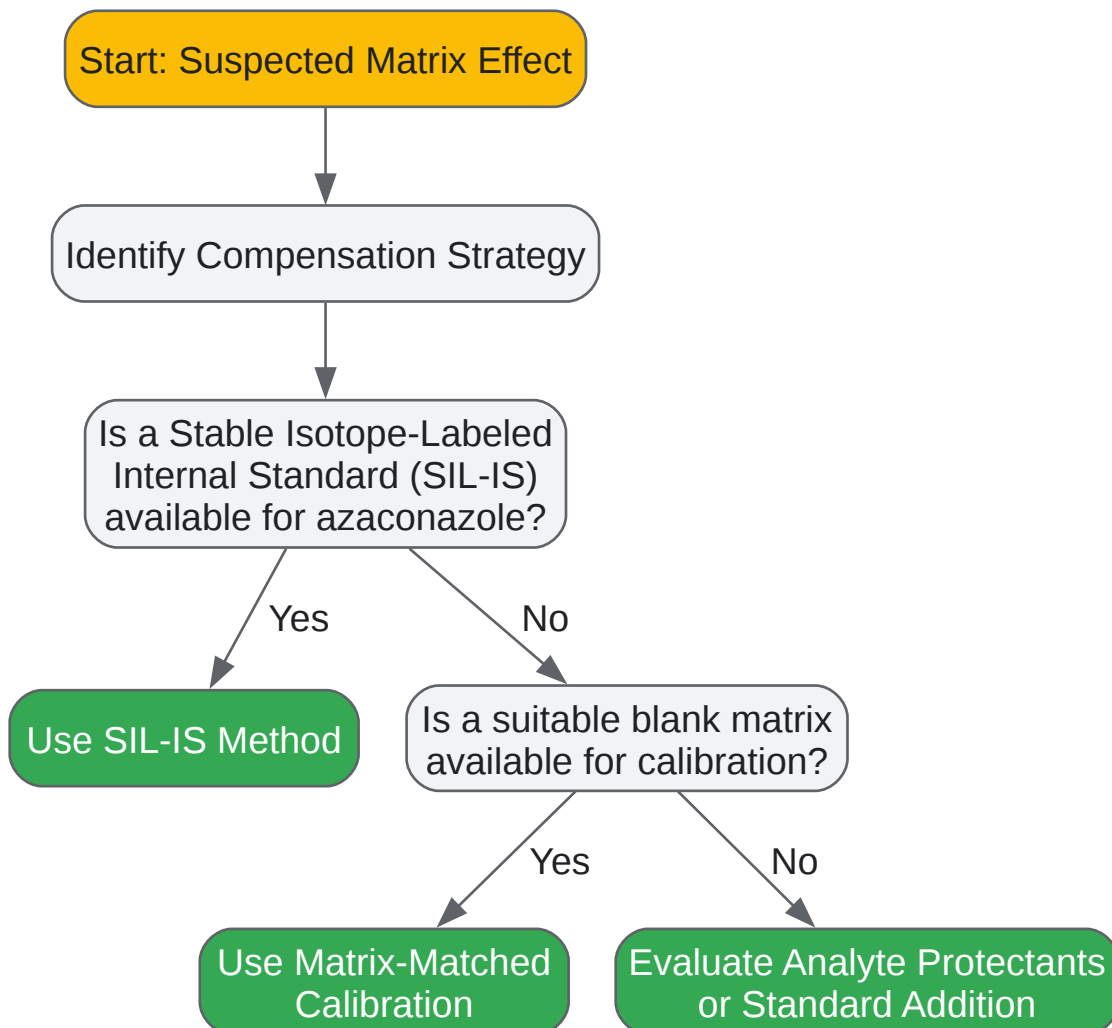 Start: Suspected Matrix Effect
Identify Compensation Strategy
Is a Stable Isotope-Labeled
Internal Standard (SIL-IS)
available for azaconazole?
Yes
No
Use SIL-IS Method
Is a suitable blank matrix
available for calibration?
Yes
No
Use Matrix-Matched
Calibration
Evaluate Analyte Protectants
or Standard Addition